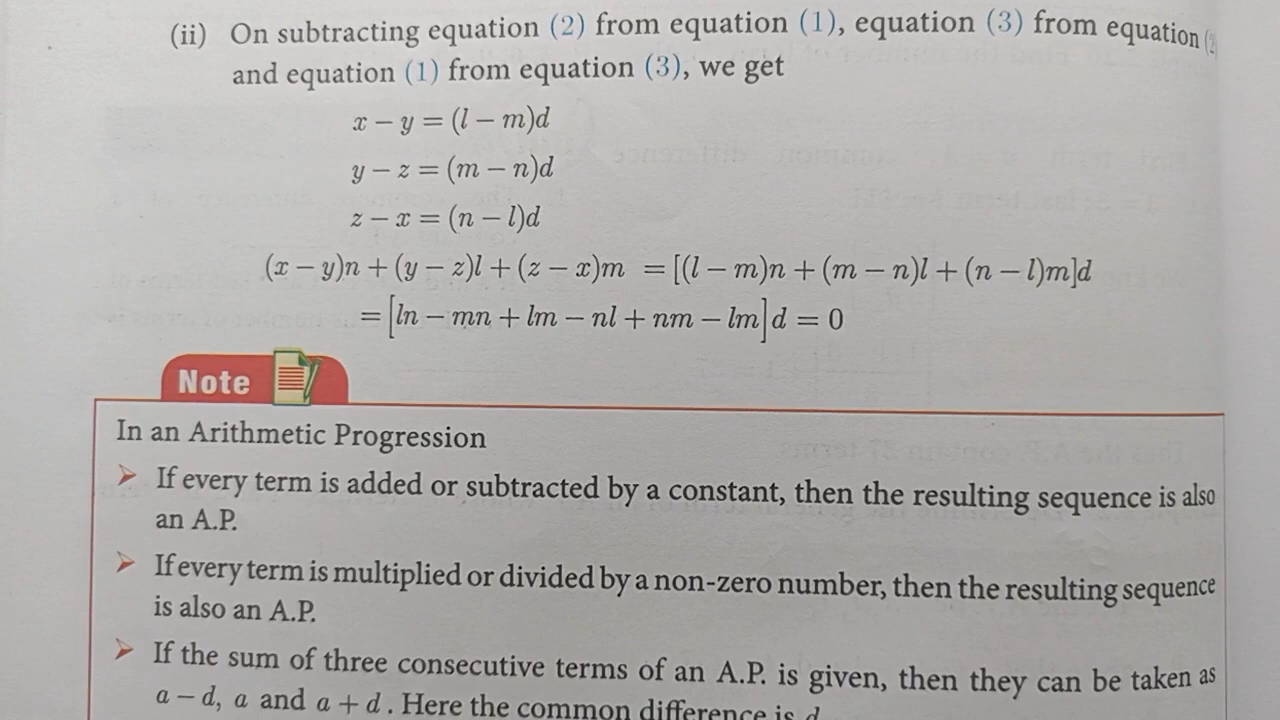 (ii) On subtracting equation (2) from equation (1), equation (3) from equation (2
and equation (1) from equation (3), we get
x − y = (l − m)d
y − z = (m − n)d
z − x = (n − l)d
(x − y)n + (y − z)l + (z − x)m = [(l − m)n + (m − n)l + (n − l)m]d
= [ln − mn + lm − nl + nm − lm]d = 0
Note
In an Arithmetic Progression
➢ If every term is added or subtracted by a constant, then the resulting sequence is also
an A.P.
➢ If every term is multiplied or divided by a non-zero number, then the resulting sequence
is also an A.P.
➢ If the sum of three consecutive terms of an A.P. is given, then they can be taken as
a − d, a and a + d. Here the common difference is d